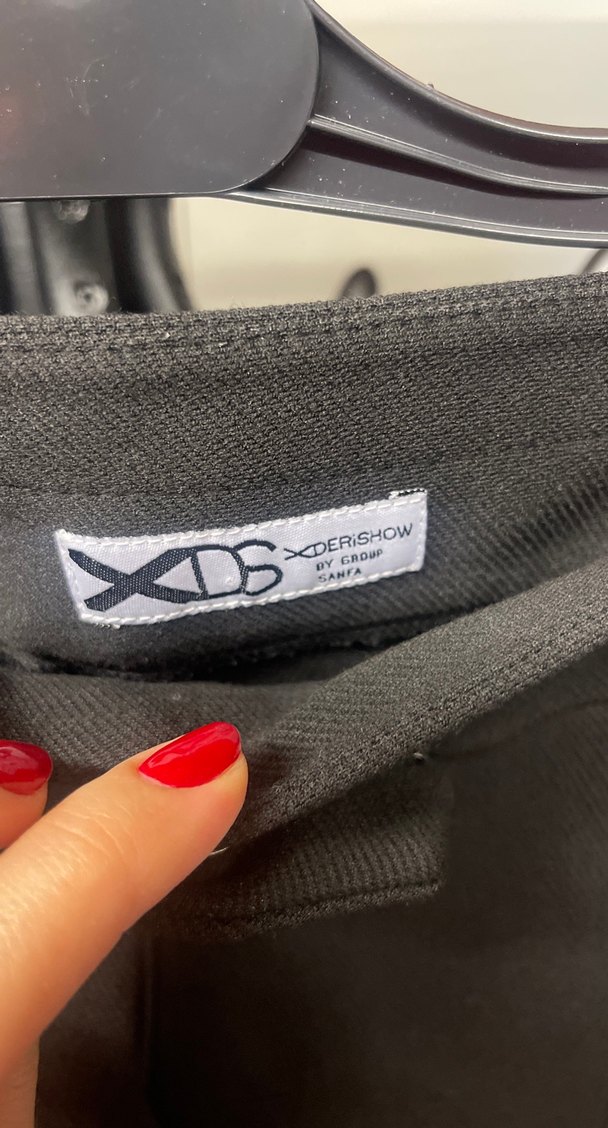 XDS
XDERiSHOW
BY GROUP
SANFA